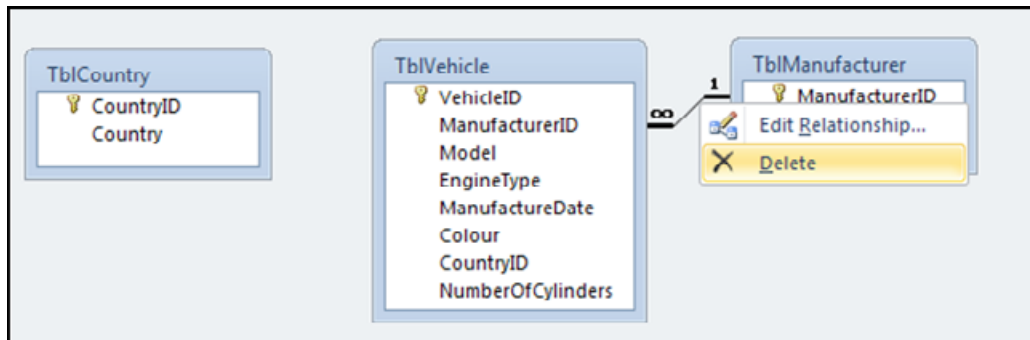 TblCountry
CountryID
Country
TblVehicle
VehicleID
ManufacturerID
Model
EngineType
ManufactureDate
Colour
CountryID
NumberOfCylinders
∞
1
TblManufacturer
ManufacturerID
Edit Relationship...
Delete